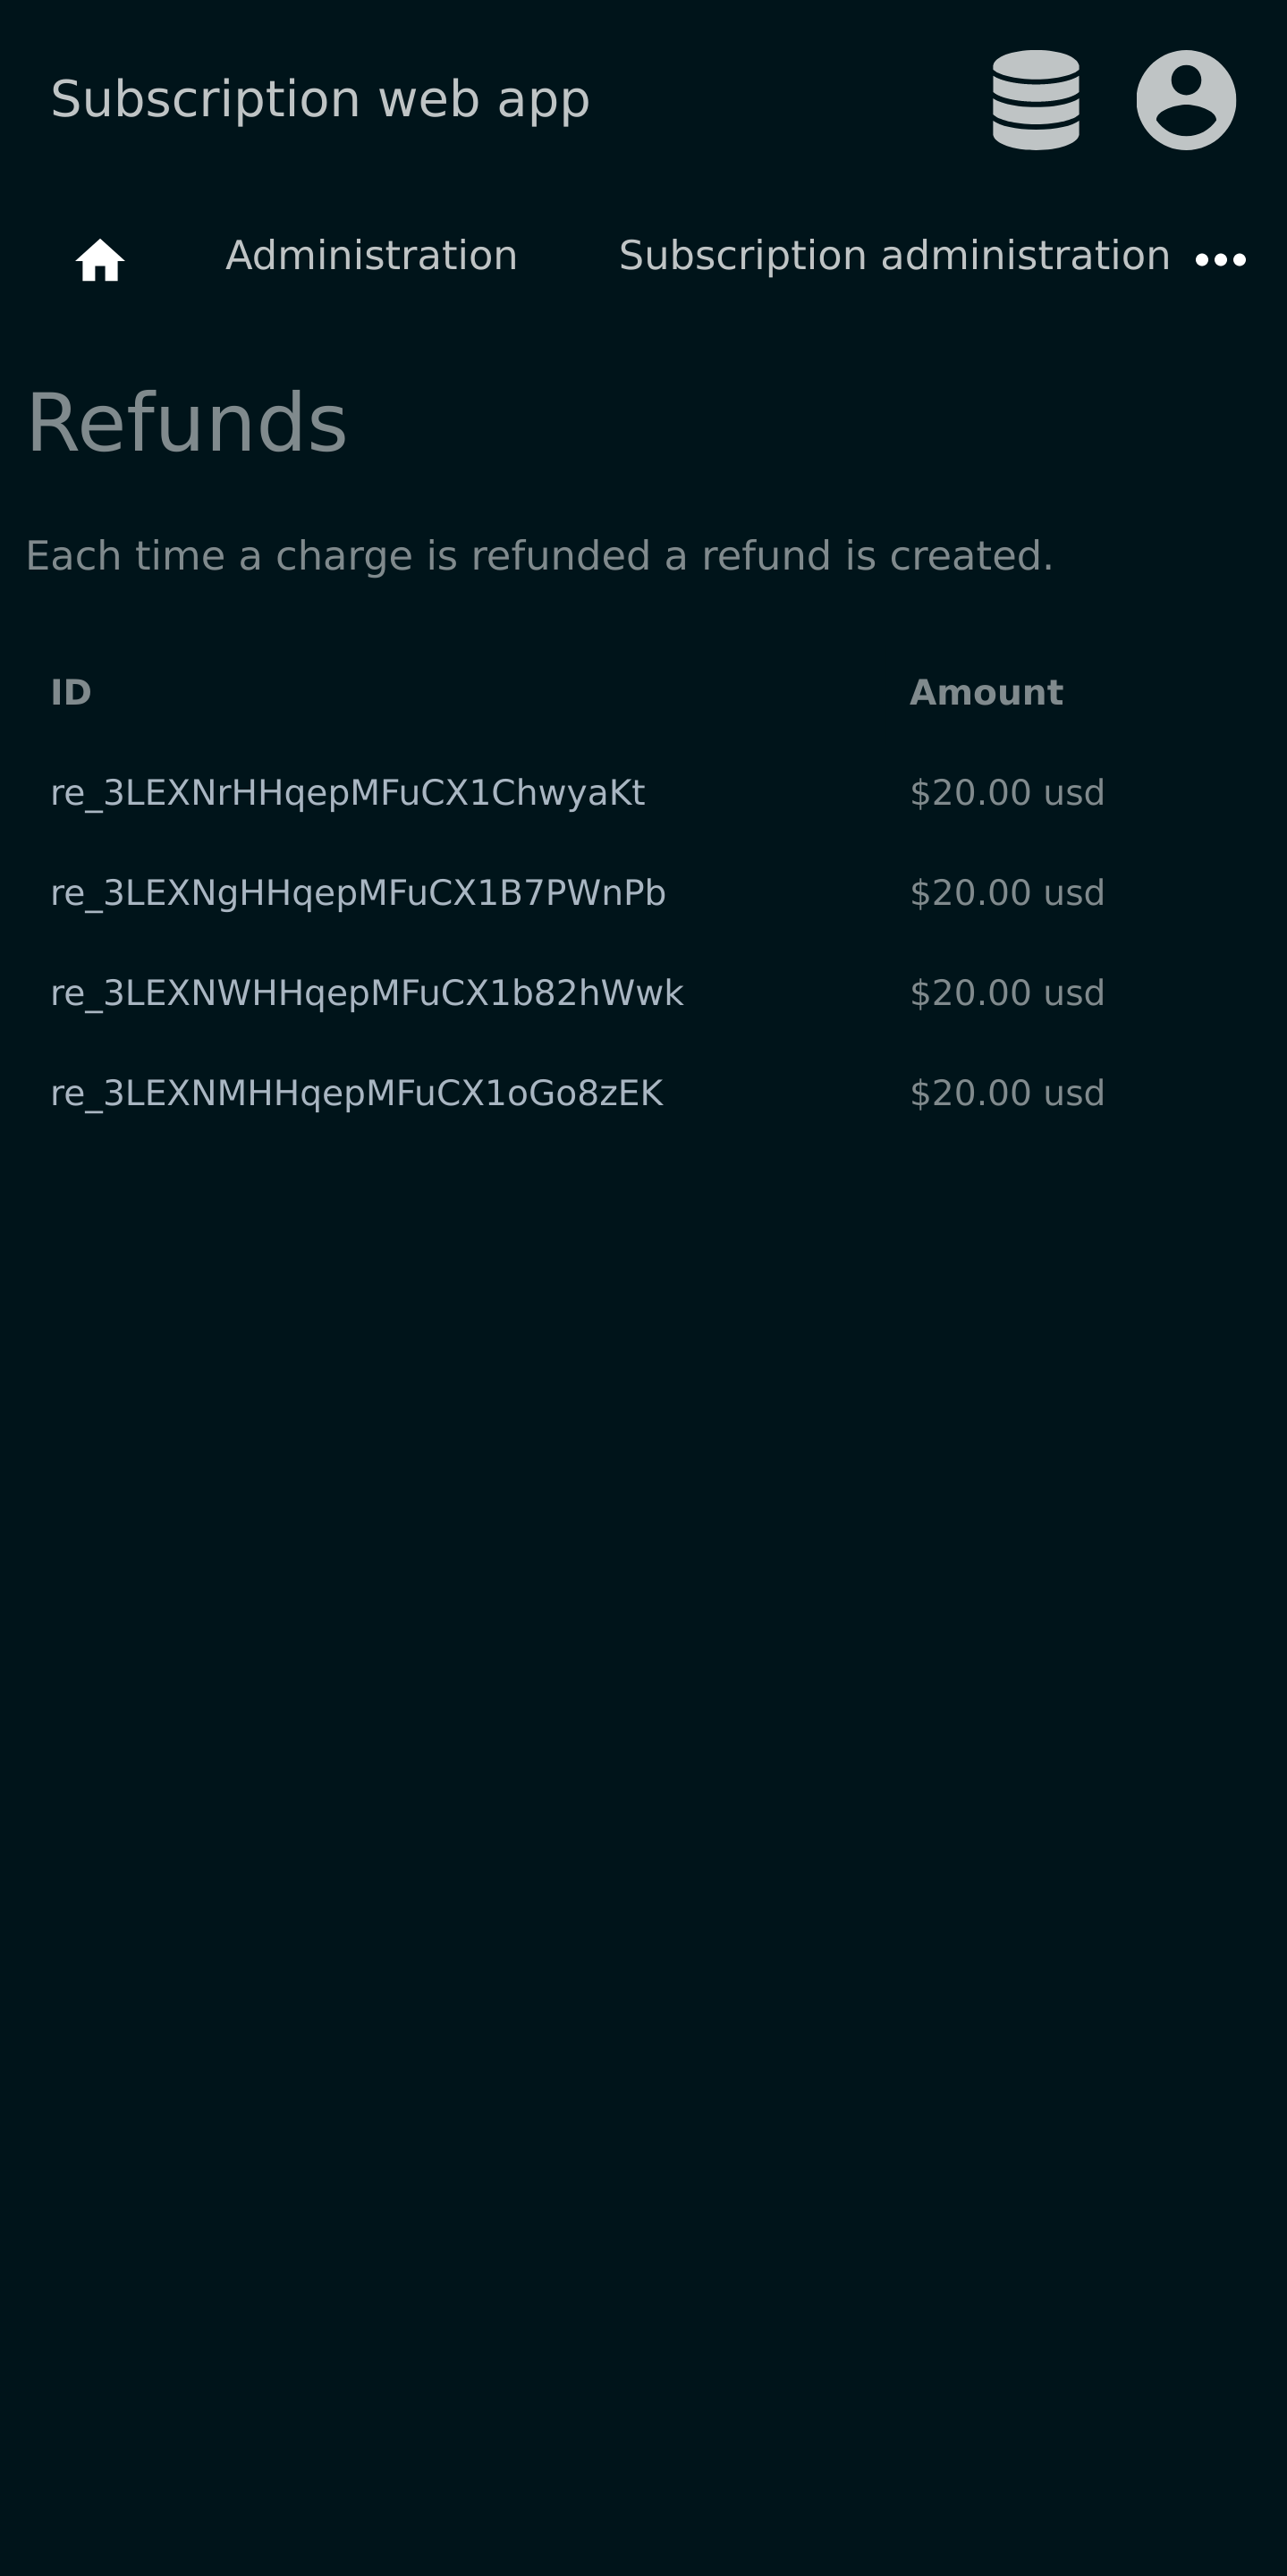 Subscription web app
Administration Subscription administration
Refunds
Each time a charge is refunded a refund is created.
ID Amount
re_3LEXNrHHqepMFuCX1ChwyaKt $20.00 usd
re_3LEXNgHHqepMFuCX1B7PWnPb $20.00 usd
re_3LEXNWHHqepMFuCX1b82hWwk $20.00 usd
re_3LEXNMHHqepMFuCX1oGo8zEK $20.00 usd